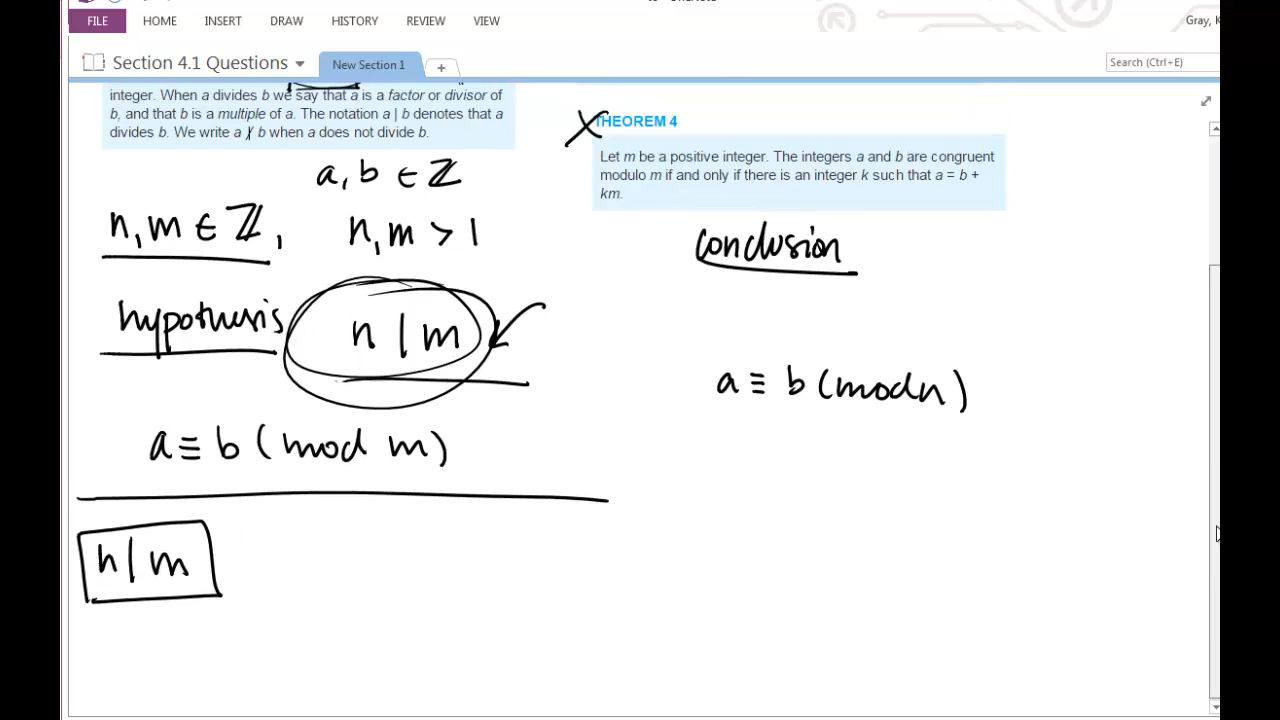 FILE HOME INSERT DRAW HISTORY REVIEW VIEW
Gray, K
Section 4.1 Questions New Section 1 +
Search (Ctrl+E)
integer. When a divides b we say that a is a factor or divisor of
b, and that b is a multiple of a. The notation a | b denotes that a
divides b. We write a ∤ b when a does not divide b.
a, b ∈ ℤ
n, m ∈ ℤ, n, m > 1
hypothesis n | m
a ≡ b (mod m)
n | m
THEOREM 4
Let m be a positive integer. The integers a and b are congruent
modulo m if and only if there is an integer k such that a = b +
km.
conclusion
a ≡ b (mod n)